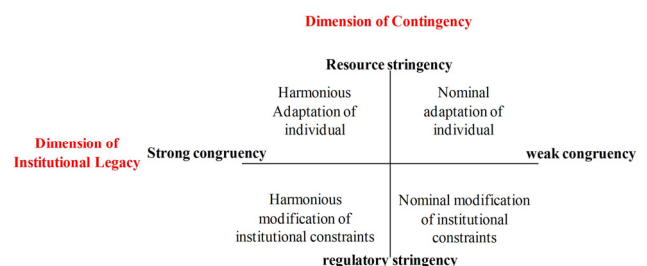 Dimension of Contingency
Resource stringency
Harmonious
Adaptation of
individual
Nominal
adaptation of
individual
Dimension of
Institutional Legacy
Strong congruency
weak congruency
Harmonious
modification of
institutional constraints
Nominal modification
of institutional
constraints
regulatory stringency